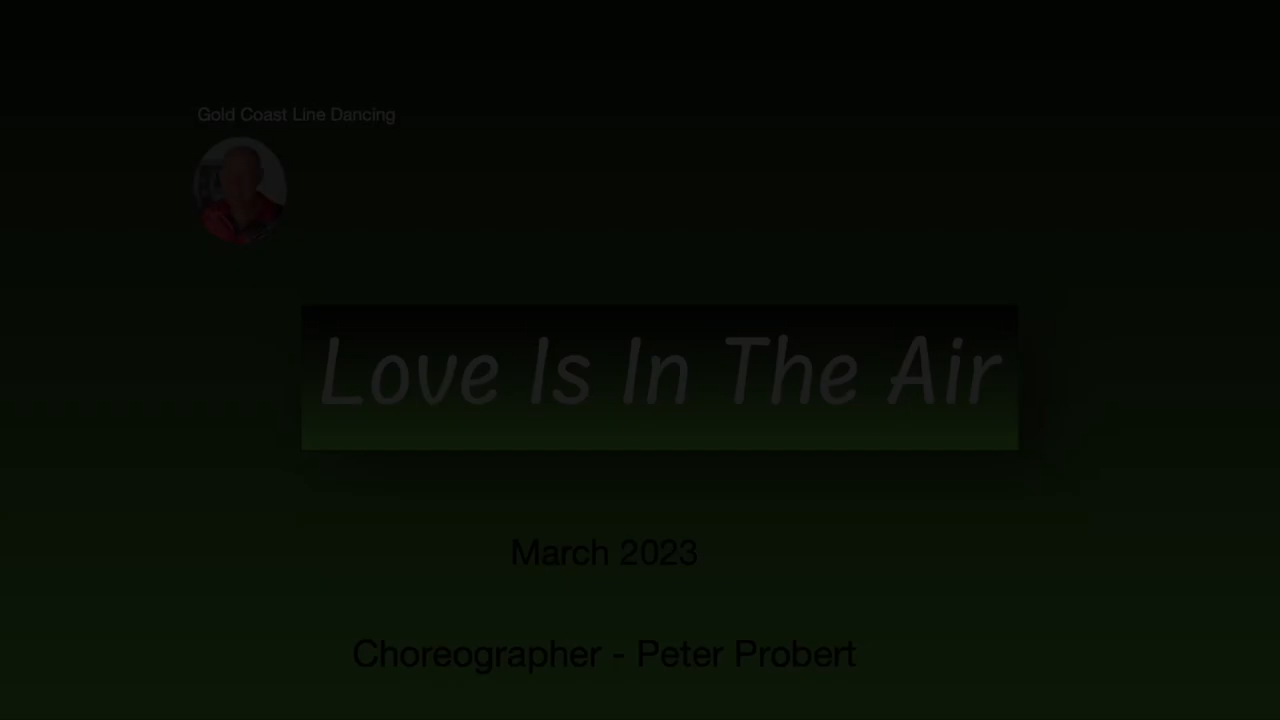 Gold Coast Line Dancing
Love Is In The Air
March 2023
Choreographer - Peter Probert